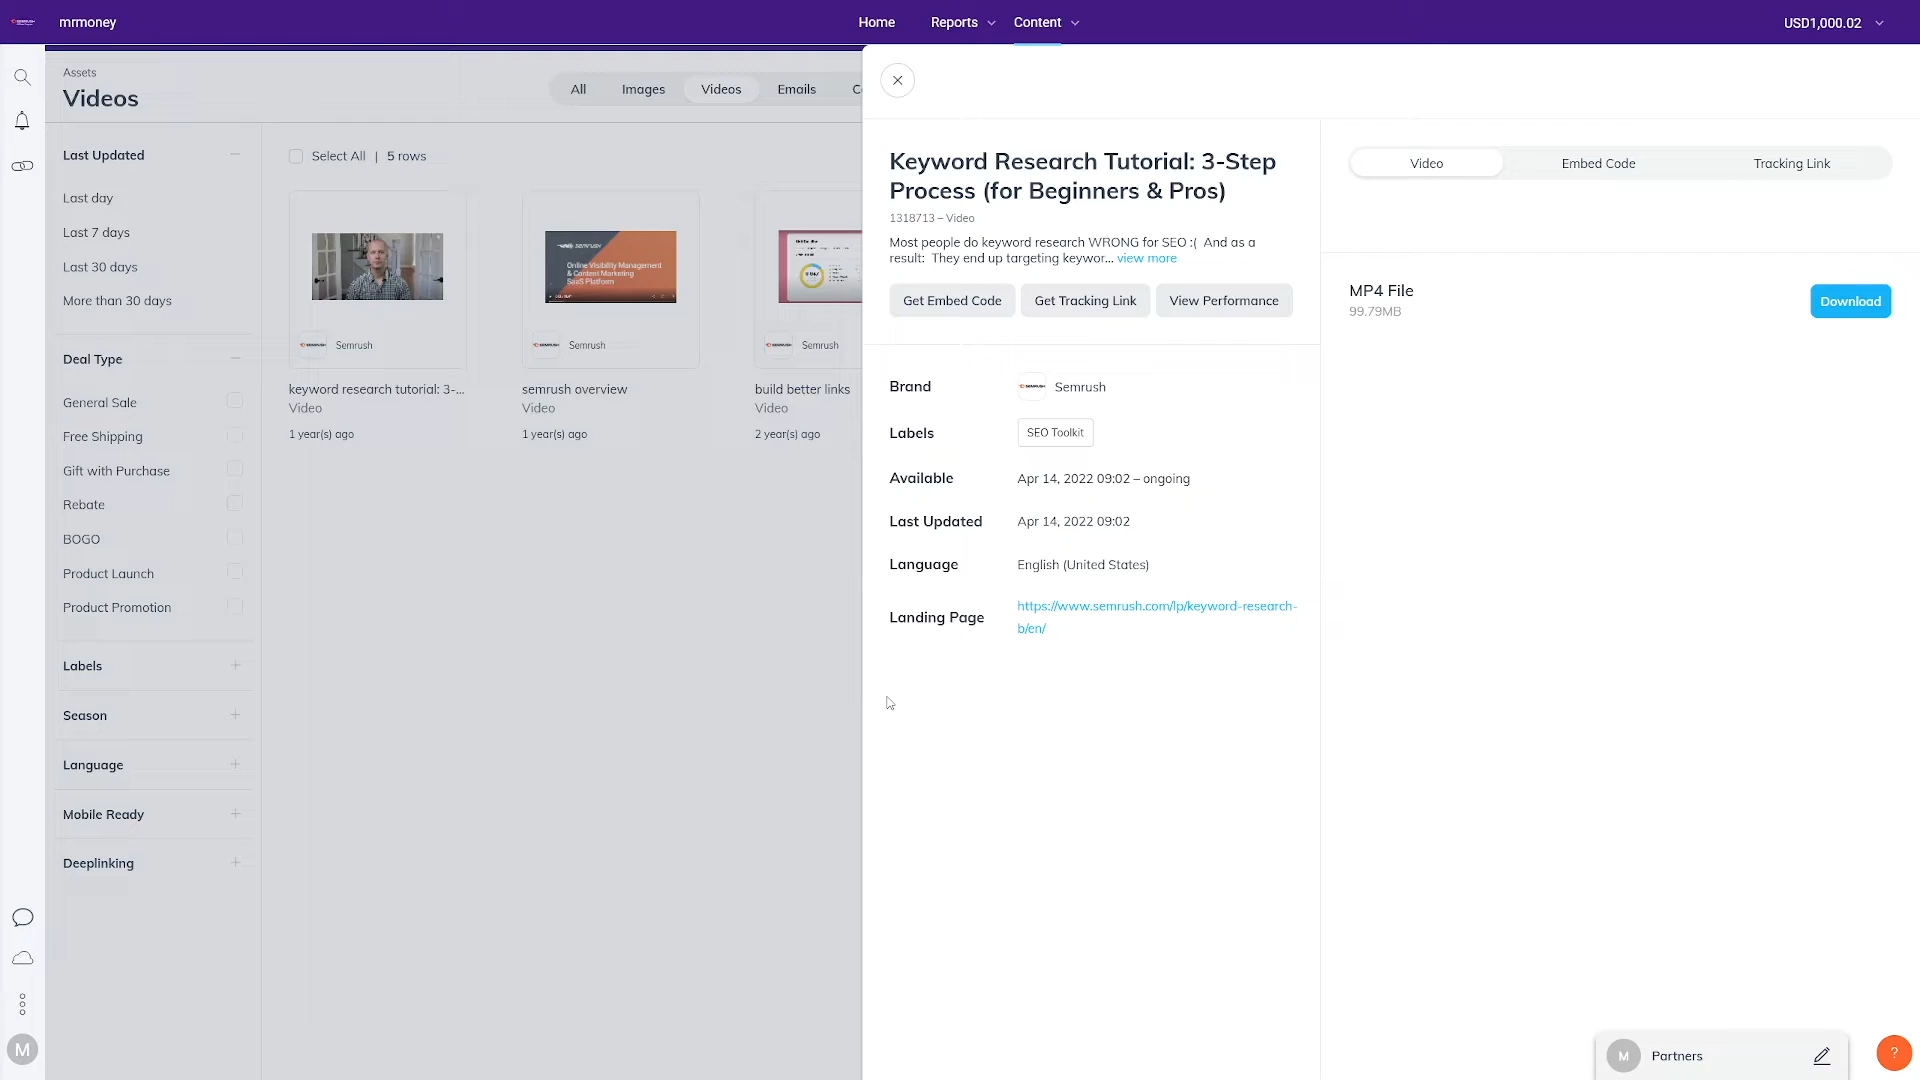 mrmoney
Home
Reports
Content
USD1,000.02
Assets
Videos
All
Images
Videos
Emails
Last Updated
Last day
Last 7 days
Last 30 days
More than 30 days
Deal Type
General Sale
Free Shipping
Gift with Purchase
Rebate
BOGO
Product Launch
Product Promotion
Labels
Season
Language
Mobile Ready
Deeplinking
Select All | 5 rows
Semrush
keyword research tutorial: 3-...
Video
1 year(s) ago
SEMRUSH
Online Visibility Management
& Content Marketing
SaaS Platform
Semrush
semrush overview
Video
1 year(s) ago
Semrush
build better links
Video
2 year(s) ago
Keyword Research Tutorial: 3-Step
Process (for Beginners & Pros)
1318713 – Video
Most people do keyword research WRONG for SEO :( And as a
result: They end up targeting keywor... view more
Get Embed Code
Get Tracking Link
View Performance
Brand
Semrush
Labels
SEO Toolkit
Available
Apr 14, 2022 09:02 – ongoing
Last Updated
Apr 14, 2022 09:02
Language
English (United States)
Landing Page
https://www.semrush.com/lp/keyword-research-
b/en/
Video
Embed Code
Tracking Link
MP4 File
99.79MB
Download
M
M
Partners
?